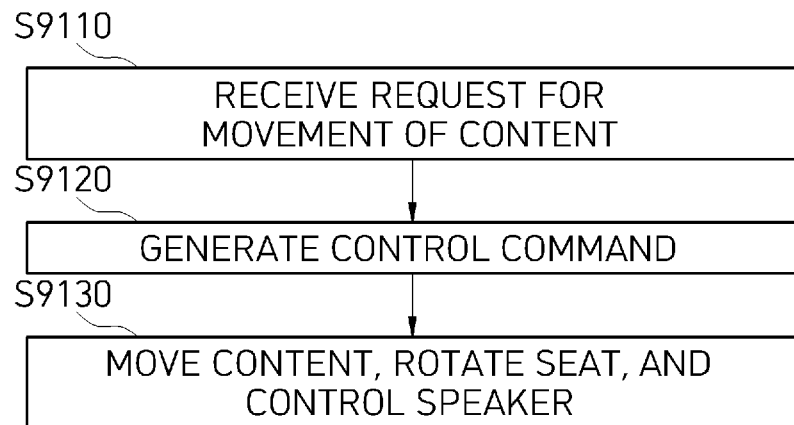 S9110
RECEIVE REQUEST FOR
MOVEMENT OF CONTENT
S9120
GENERATE CONTROL COMMAND
S9130
MOVE CONTENT, ROTATE SEAT, AND
CONTROL SPEAKER